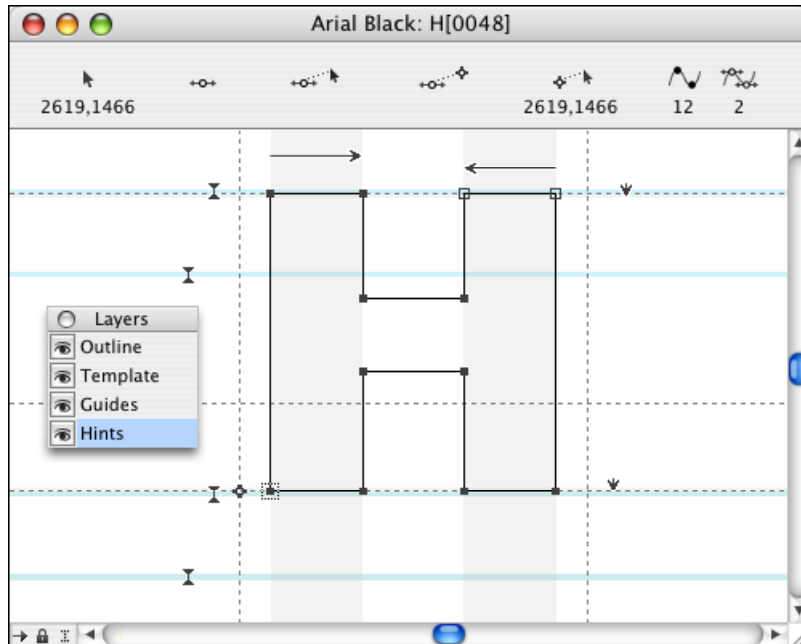 Arial Black: H[0048]
2619,1466 2619,1466 12 2
Layers
Outline
Template
Guides
Hints